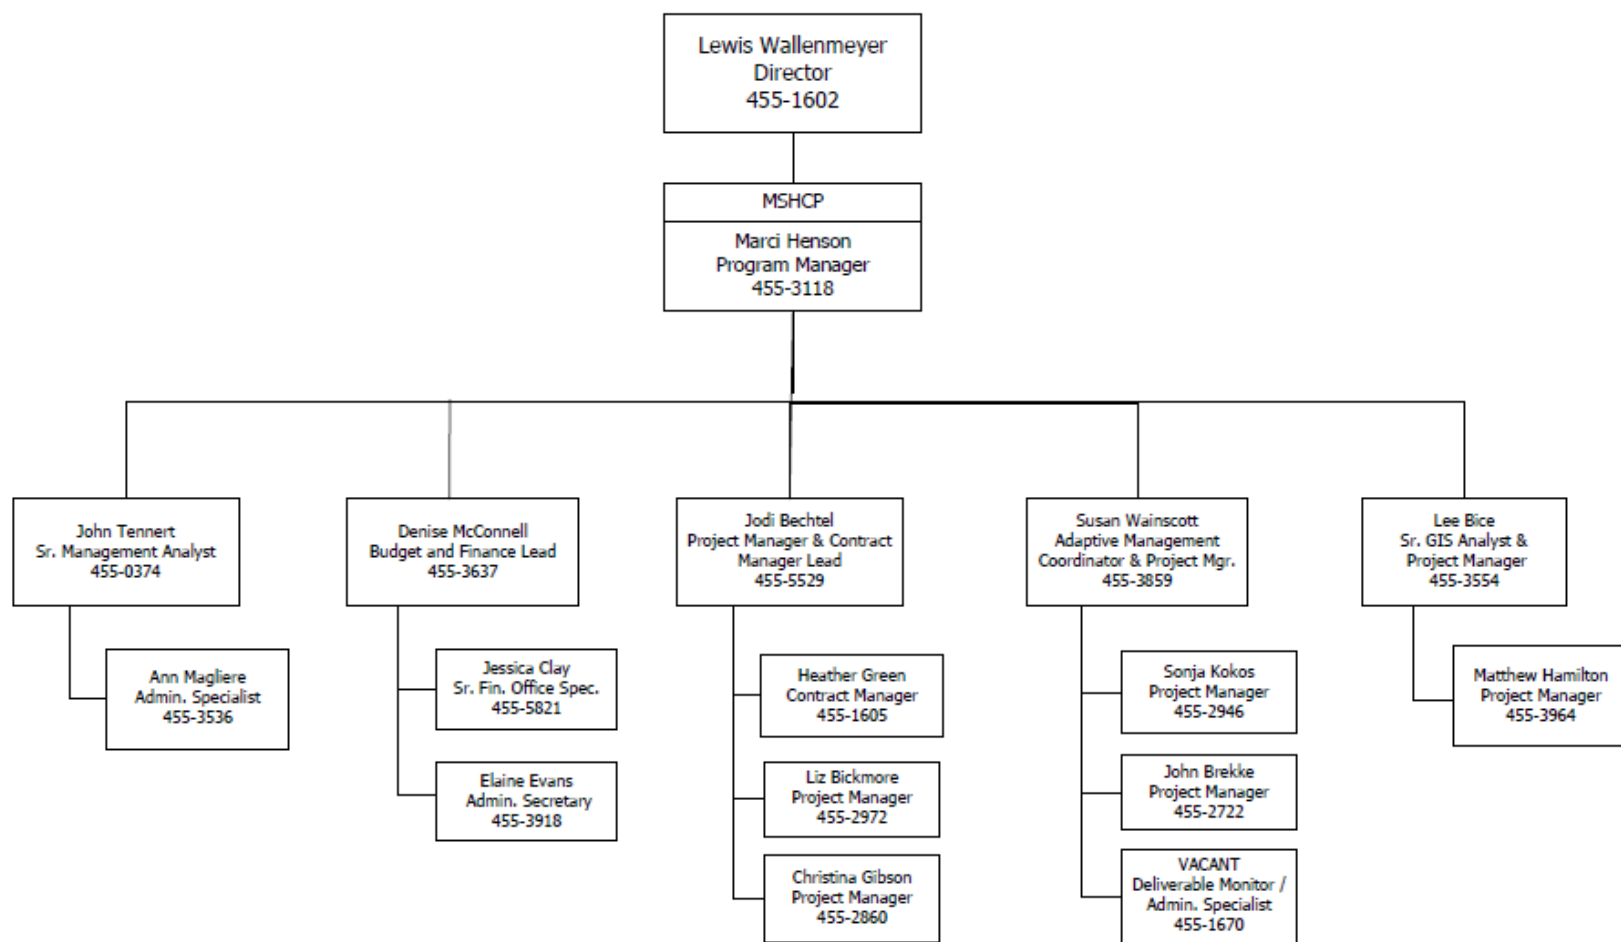 Lewis Wallenmeyer
Director
455-1602
MSHCP
Marci Henson
Program Manager
455-3118
John Tennert
Sr. Management Analyst
455-0374
Denise McConnell
Budget and Finance Lead
455-3637
Jodi Bechtel
Project Manager & Contract
Manager Lead
455-5529
Susan Wainscott
Adaptive Management
Coordinator & Project Mgr.
455-3859
Lee Bice
Sr. GIS Analyst &
Project Manager
455-3554
Ann Magliere
Admin. Specialist
455-3536
Jessica Clay
Sr. Fin. Office Spec.
455-5821
Elaine Evans
Admin. Secretary
455-3918
Heather Green
Contract Manager
455-1605
Liz Bickmore
Project Manager
455-2972
Christina Gibson
Project Manager
455-2860
Sonja Kokos
Project Manager
455-2946
John Brekke
Project Manager
455-2722
VACANT
Deliverable Monitor /
Admin. Specialist
455-1670
Matthew Hamilton
Project Manager
455-3964